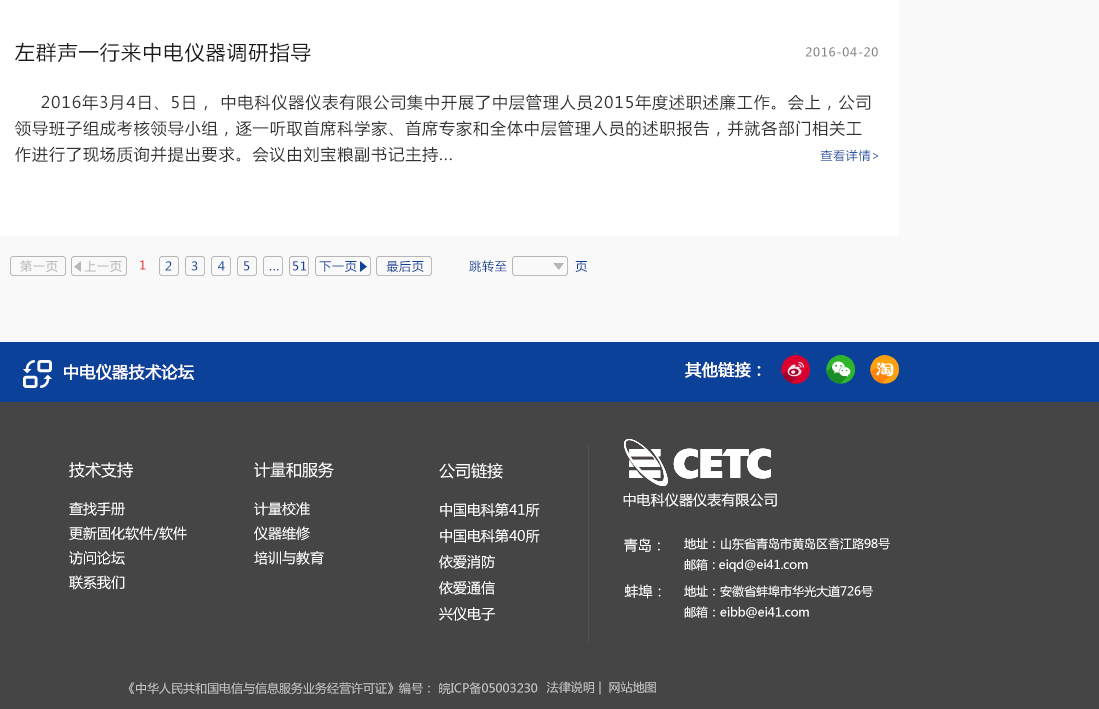 左群声一行来中电仪器调研指导
2016-04-20
2016年3月4日、5日， 中电科仪器仪表有限公司集中开展了中层管理人员2015年度述职述廉工作。会上，公司
领导班子组成考核领导小组，逐一听取首席科学家、首席专家和全体中层管理人员的述职报告，并就各部门相关工
作进行了现场质询并提出要求。会议由刘宝粮副书记主持...
查看详情>
第一页 上一页 1 2 3 4 5 ... 51 下一页 最后页 跳转至 页
中电仪器技术论坛
其他链接：
淘
技术支持
查找手册
更新固化软件/软件
访问论坛
联系我们
计量和服务
计量校准
仪器维修
培训与教育
公司链接
中国电科第41所
中国电科第40所
依爱消防
依爱通信
兴仪电子
CETC
中电科仪器仪表有限公司
青岛： 地址：山东省青岛市黄岛区香江路98号
邮箱：eiqd@ei41.com
蚌埠： 地址：安徽省蚌埠市华光大道726号
邮箱：eibb@ei41.com
《中华人民共和国电信与信息服务业务经营许可证》编号： 皖ICP备05003230 法律说明 | 网站地图